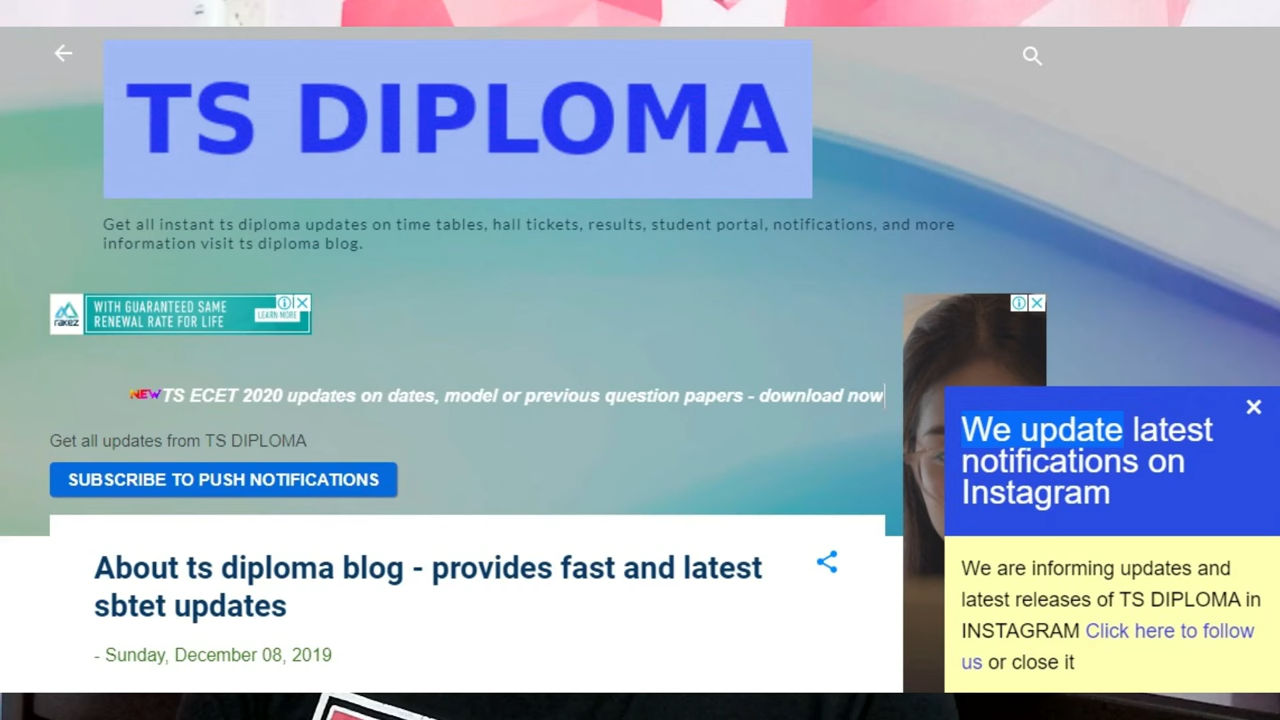 TS DIPLOMA
Get all instant ts diploma updates on time tables, hall tickets, results, student portal, notifications, and more
information visit ts diploma blog.
rakez
WITH GUARANTEED SAME
RENEWAL RATE FOR LIFE
LEARN MORE
NEW TS ECET 2020 updates on dates, model or previous question papers - download now
Get all updates from TS DIPLOMA
SUBSCRIBE TO PUSH NOTIFICATIONS
About ts diploma blog - provides fast and latest
sbtet updates
- Sunday, December 08, 2019
We update latest
notifications on
Instagram
We are informing updates and
latest releases of TS DIPLOMA in
INSTAGRAM Click here to follow
us or close it